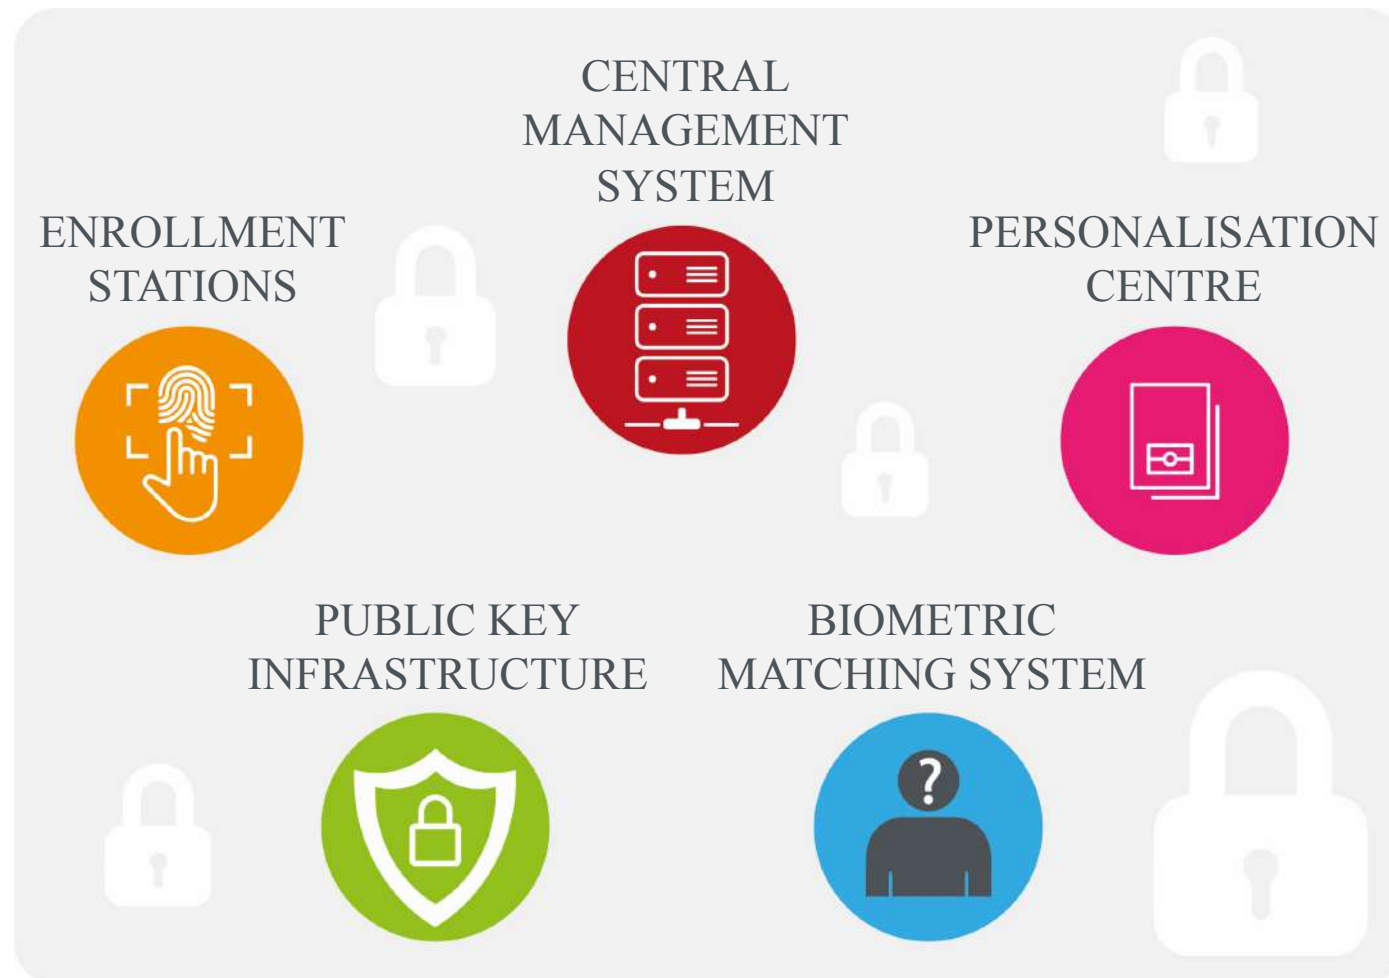 CENTRAL
MANAGEMENT
SYSTEM
ENROLLMENT
STATIONS
PERSONALISATION
CENTRE
PUBLIC KEY
INFRASTRUCTURE
BIOMETRIC
MATCHING SYSTEM
?